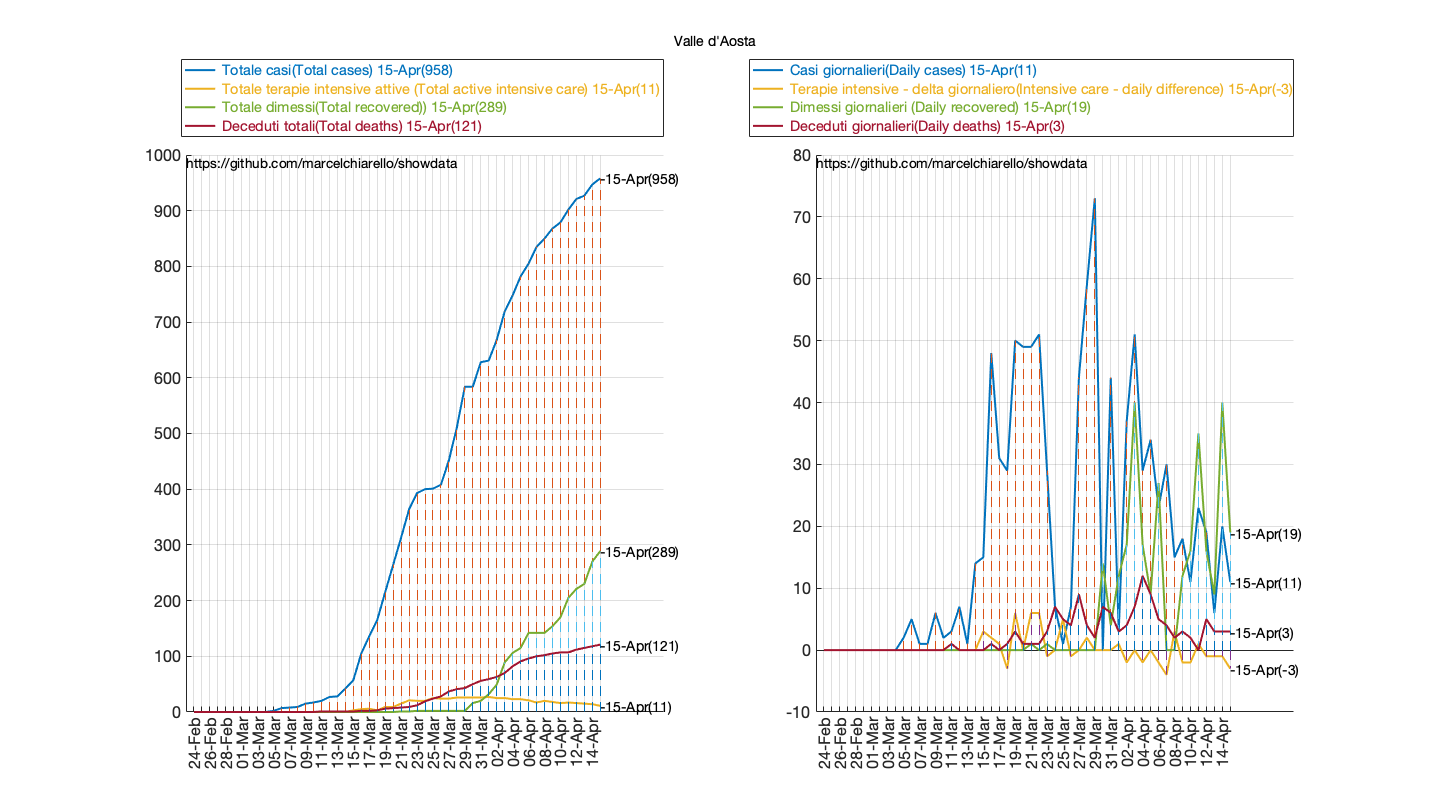 Valle d'Aosta
Totale casi(Total cases) 15-Apr(958)
Totale terapie intensive attive (Total active intensive care) 15-Apr(11)
Totale dimessi(Total recovered)) 15-Apr(289)
Deceduti totali(Total deaths) 15-Apr(121)
1000
https://github.com/marcelchiarello/showdata
-15-Apr(958)
900
800
700
600
500
400
300
-15-Apr(289)
200
100
-15-Apr(121)
0
-15-Apr(11)
24-Feb
26-Feb
28-Feb
01-Mar
03-Mar
05-Mar
07-Mar
09-Mar
11-Mar
13-Mar
15-Mar
17-Mar
19-Mar
21-Mar
23-Mar
25-Mar
27-Mar
29-Mar
31-Mar
02-Apr
04-Apr
06-Apr
08-Apr
10-Apr
12-Apr
14-Apr
Casi giornalieri(Daily cases) 15-Apr(11)
Terapie intensive - delta giornaliero(Intensive care - daily difference) 15-Apr(-3)
Dimessi giornalieri (Daily recovered) 15-Apr(19)
Deceduti giornalieri(Daily deaths) 15-Apr(3)
80
https://github.com/marcelchiarello/showdata
70
60
50
40
30
20
-15-Apr(19)
10
-15-Apr(11)
-15-Apr(3)
0
-15-Apr(-3)
-10
24-Feb
26-Feb
28-Feb
01-Mar
03-Mar
05-Mar
07-Mar
09-Mar
11-Mar
13-Mar
15-Mar
17-Mar
19-Mar
21-Mar
23-Mar
25-Mar
27-Mar
29-Mar
31-Mar
02-Apr
04-Apr
06-Apr
08-Apr
10-Apr
12-Apr
14-Apr